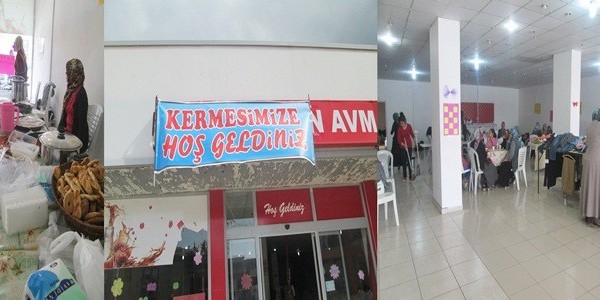 KERMESİMİZE
HOŞ GELDİNİZ
N AVM
Hoş Geldiniz